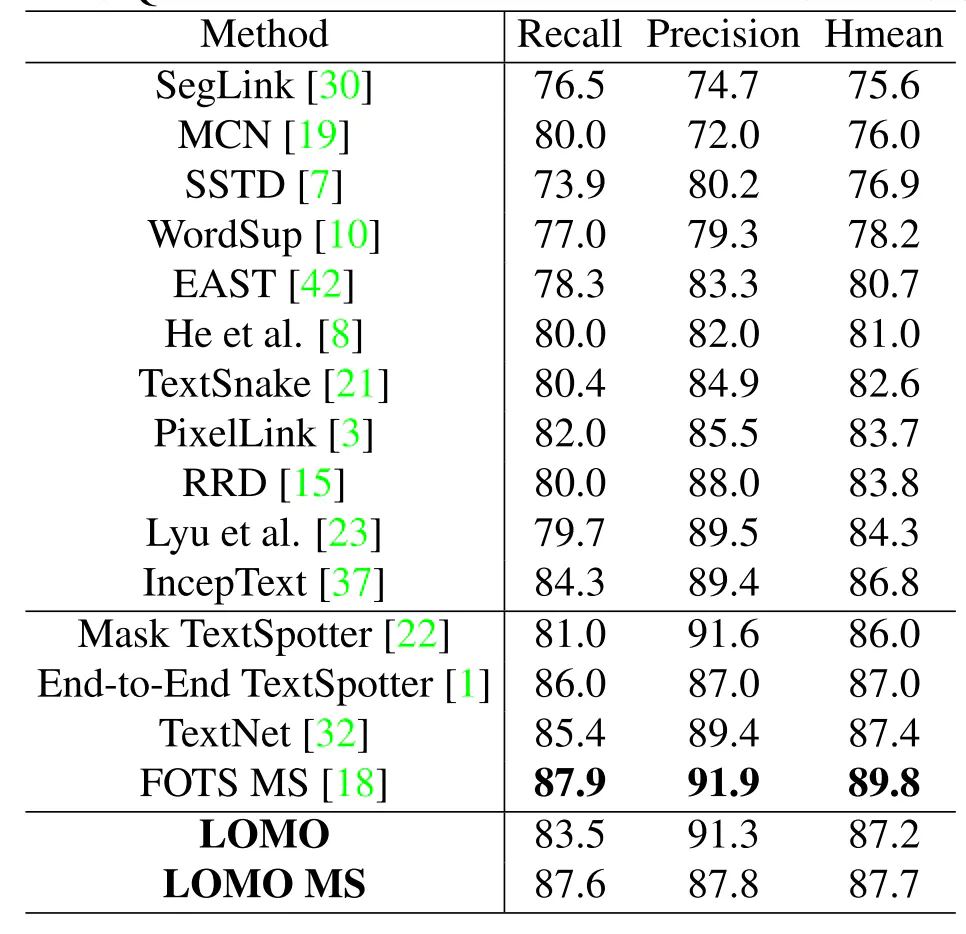 Method Recall Precision Hmean
SegLink [30] 76.5 74.7 75.6
MCN [19] 80.0 72.0 76.0
SSTD [7] 73.9 80.2 76.9
WordSup [10] 77.0 79.3 78.2
EAST [42] 78.3 83.3 80.7
He et al. [8] 80.0 82.0 81.0
TextSnake [21] 80.4 84.9 82.6
PixelLink [3] 82.0 85.5 83.7
RRD [15] 80.0 88.0 83.8
Lyu et al. [23] 79.7 89.5 84.3
IncepText [37] 84.3 89.4 86.8
Mask TextSpotter [22] 81.0 91.6 86.0
End-to-End TextSpotter [1] 86.0 87.0 87.0
TextNet [32] 85.4 89.4 87.4
FOTS MS [18] 87.9 91.9 89.8
LOMO 83.5 91.3 87.2
LOMO MS 87.6 87.8 87.7